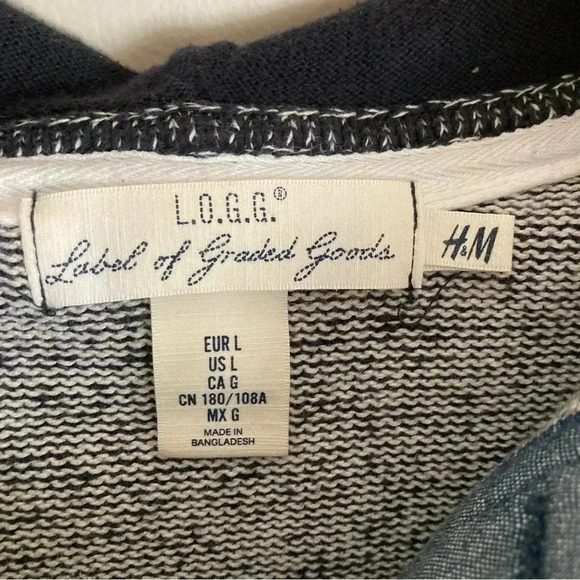 L.O.G.G.®
Label of Graded Goods
H&M
EUR L
US L
CA G
CN 180/108A
MX G
MADE IN
BANGLADESH